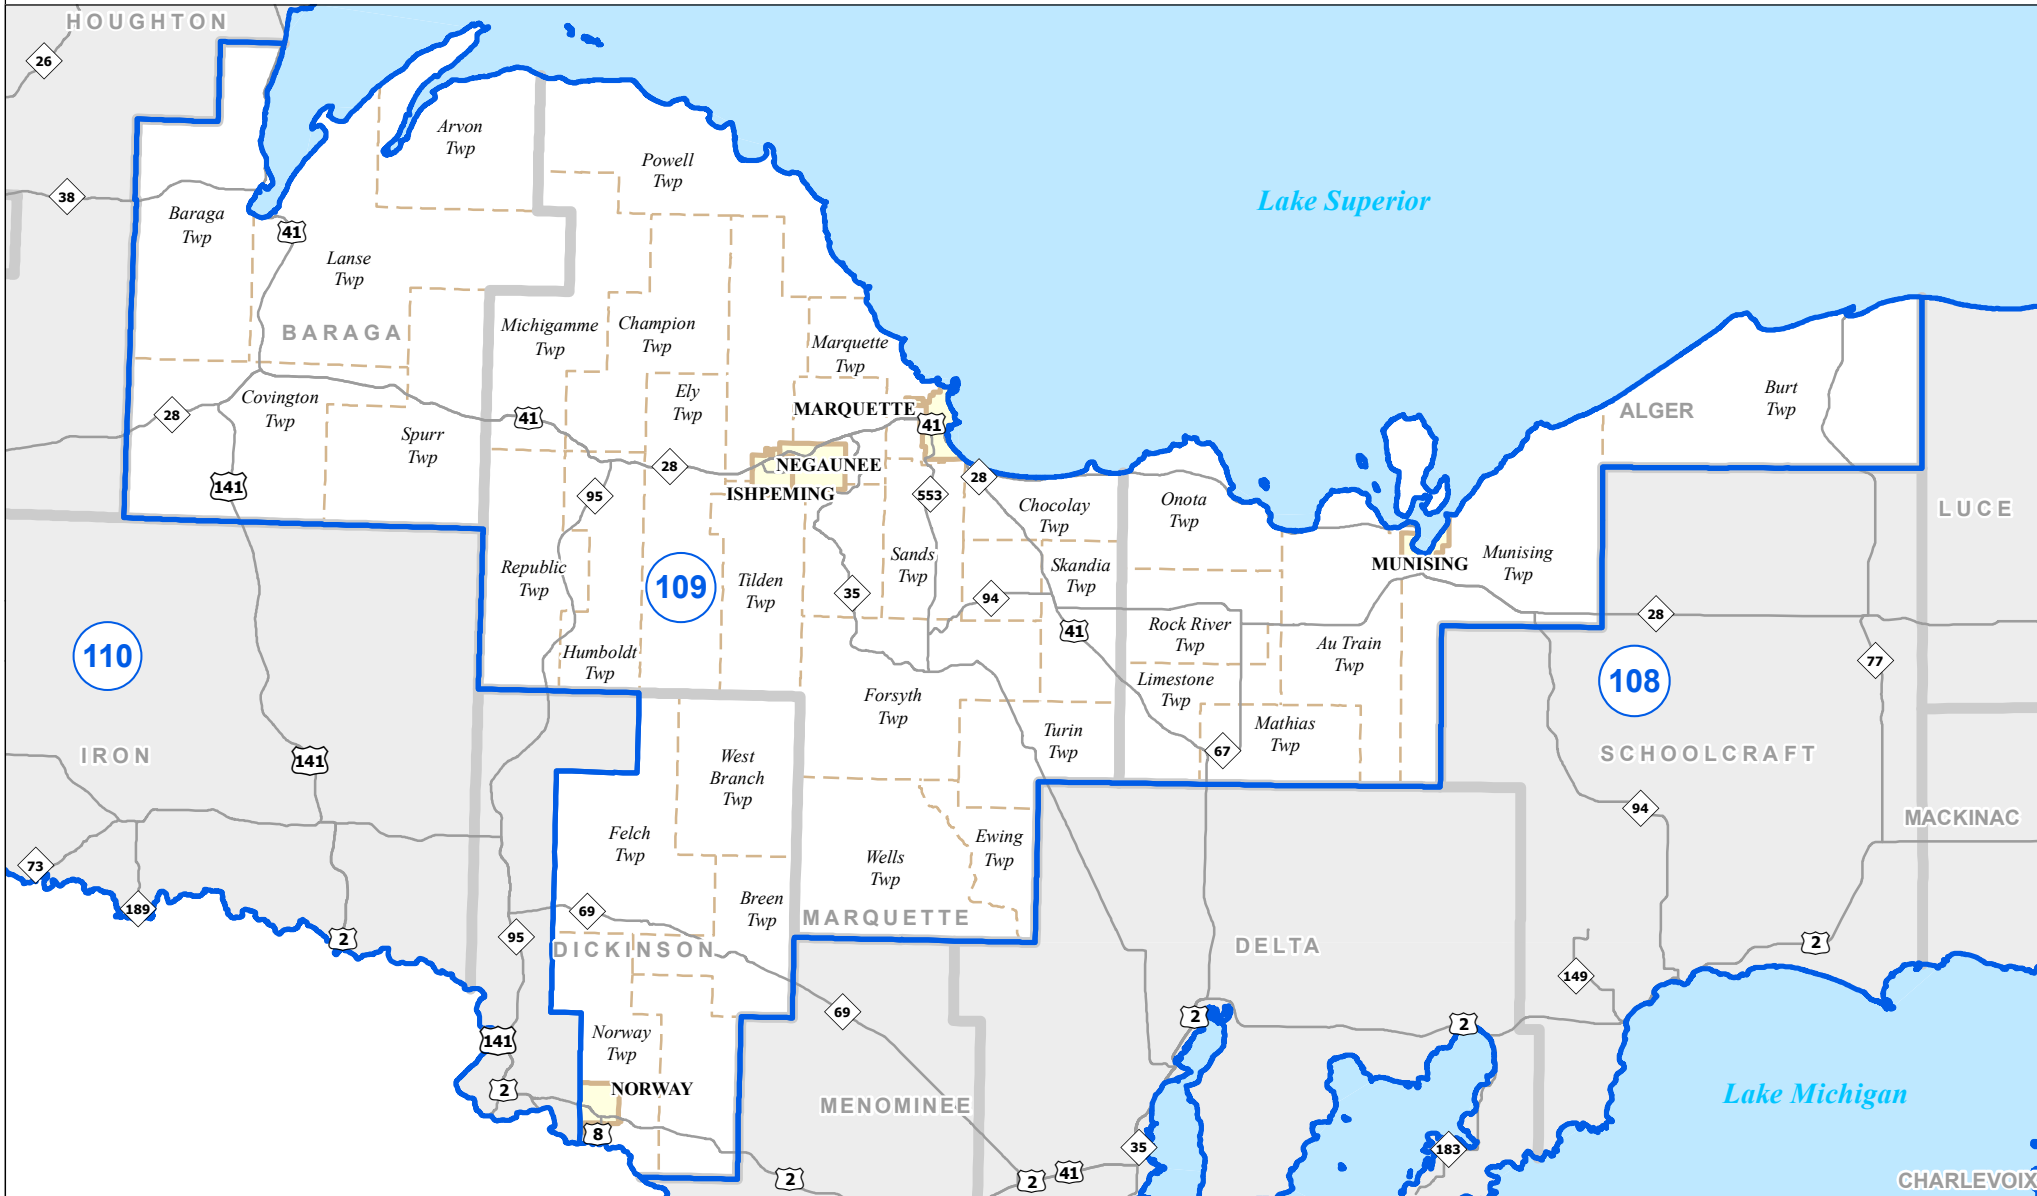 HOUGHTON
26
Arvon
Twp
Powell
Twp
38
Lake Superior
Baraga
Twp
41
Lanse
Twp
BARAGA
Michigamme
Twp
Champion
Twp
Marquette
Twp
Ely
Twp
Burt
Twp
ALGER
Covington
Twp
28
41
MARQUETTE
41
Spurr
Twp
28
NEGAUNEE
ISHPEMING
141
95
553
28
Chocolay
Twp
Onota
Twp
LUCE
Republic
Twp
109
Tilden
Twp
Sands
Twp
35
94
Skandia
Twp
MUNISING
Munising
Twp
28
110
Humboldt
Twp
41
Rock River
Twp
Au Train
Twp
77
108
Forsyth
Twp
Limestone
Twp
Turin
Twp
67
Mathias
Twp
IRON
141
West
Branch
Twp
SCHOOLCRAFT
94
MACKINAC
Felch
Twp
Ewing
Twp
Wells
Twp
73
189
2
69
95
Breen
Twp
MARQUETTE
DICKINSON
DELTA
2
149
69
2
2
141
Norway
Twp
2
NORWAY
8
MENOMINEE
Lake Michigan
35
183
2
2
41
CHARLEVOIX